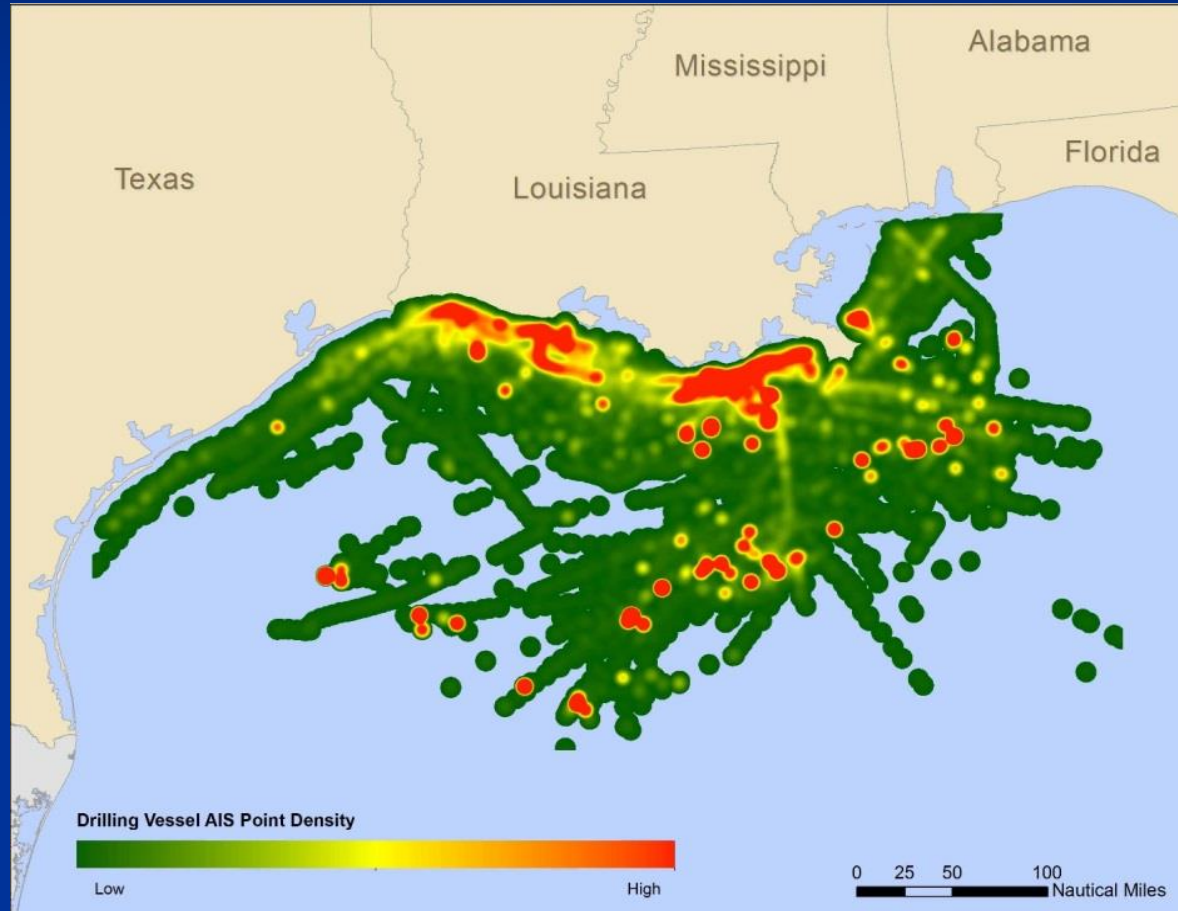 Alabama
Mississippi
Florida
Texas
Louisiana
Drilling Vessel AIS Point Density
Low
High
0 25 50 100
Nautical Miles